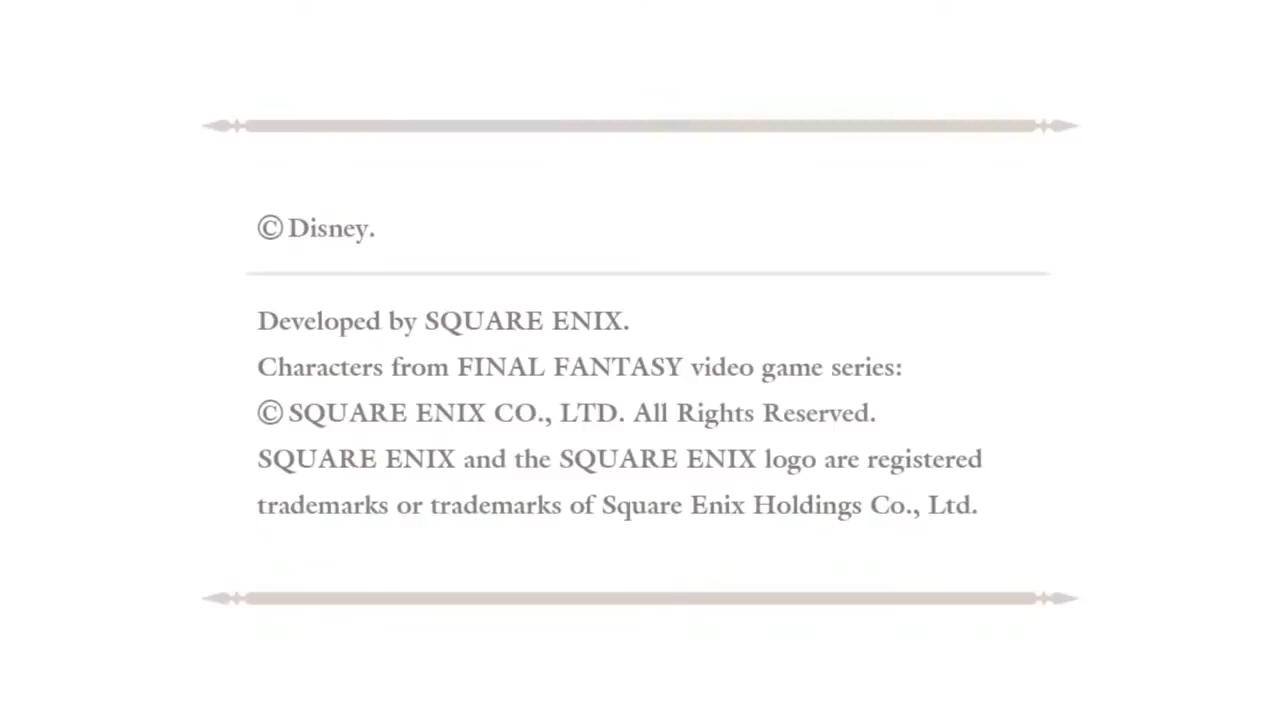 © Disney.
Developed by SQUARE ENIX.
Characters from FINAL FANTASY video game series:
© SQUARE ENIX CO., LTD. All Rights Reserved.
SQUARE ENIX and the SQUARE ENIX logo are registered
trademarks or trademarks of Square Enix Holdings Co., Ltd.